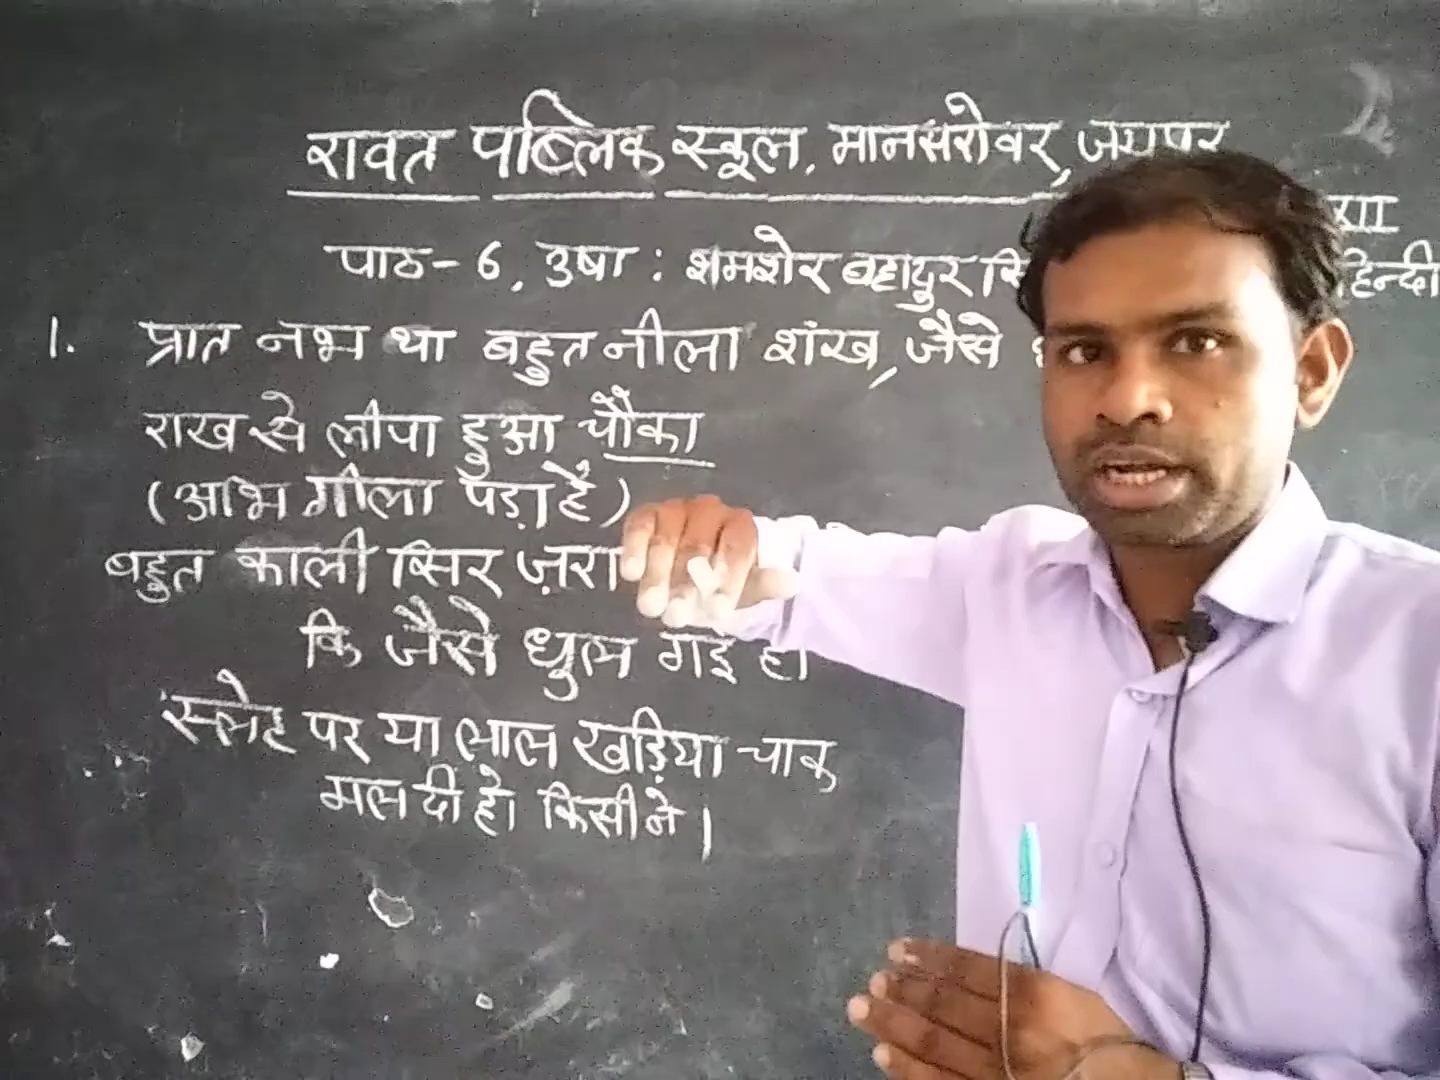 रावत पब्लिक स्कूल, मानसरोवर, जयपुर
XII
पाठ-6, उषा : शमशेर बहादुर सिं
हिन्दी
1. प्रात नभ था बहुत नीला शंख, जैसे
राख से लीपा हुआ चौका
(अभि गीला पड़ा है)
बहुत काली सिर ज़रा
कि जैसे धुल गई हो
स्लेट पर या लाल खड़िया चाक
मल दी हो किसी ने।